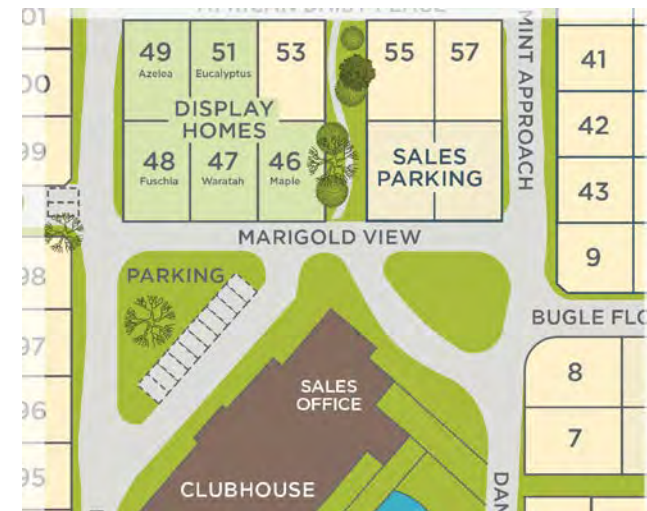 49
Azelea
51
Eucalyptus
53
55
57
DISPLAY
HOMES
48
Fuschia
47
Waratah
46
Maple
SALES
PARKING
MINT APPROACH
41
42
43
9
MARIGOLD VIEW
PARKING
BUGLE FLO
8
7
SALES
OFFICE
CLUBHOUSE
DAN
01
00
99
98
97
96
95